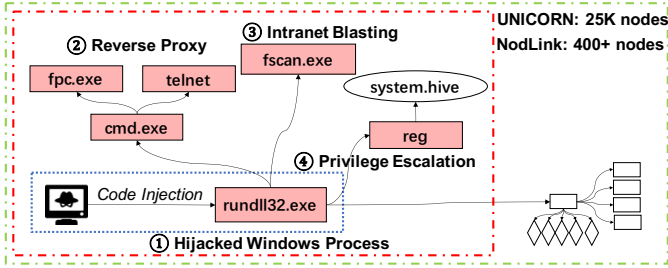 UNICORN: 25K nodes
NodLink: 400+ nodes
② Reverse Proxy
③ Intranet Blasting
fpc.exe
telnet
fscan.exe
system.hive
cmd.exe
reg
④ Privilege Escalation
Code Injection
rundll32.exe
① Hijacked Windows Process